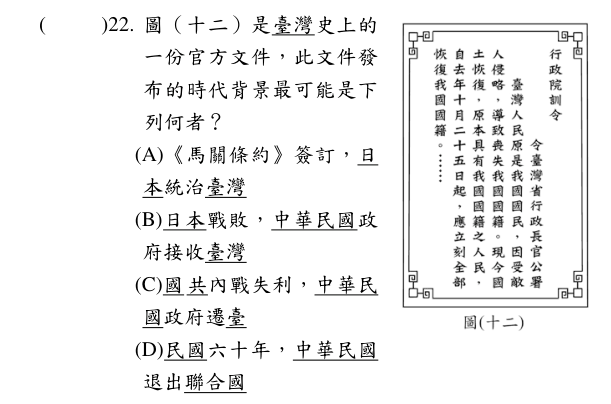 (　　)22. 圖（十二）是臺灣史上的
一份官方文件，此文件發
布的時代背景最可能是下
列何者？
(A)《馬關條約》簽訂，日
本統治臺灣
(B)日本戰敗，中華民國政
府接收臺灣
(C)國共內戰失利，中華民
國政府遷臺
(D)民國六十年，中華民國
退出聯合國
行政院訓令
令臺灣省行政長官公署
臺灣人民原是我國國民，因受敵
人侵略，導致喪失我國國籍。現今國
土恢復，原本具有我國國籍之人民，
自去年十月二十五日起，應立刻全部
恢復我國國籍。……
圖(十二)